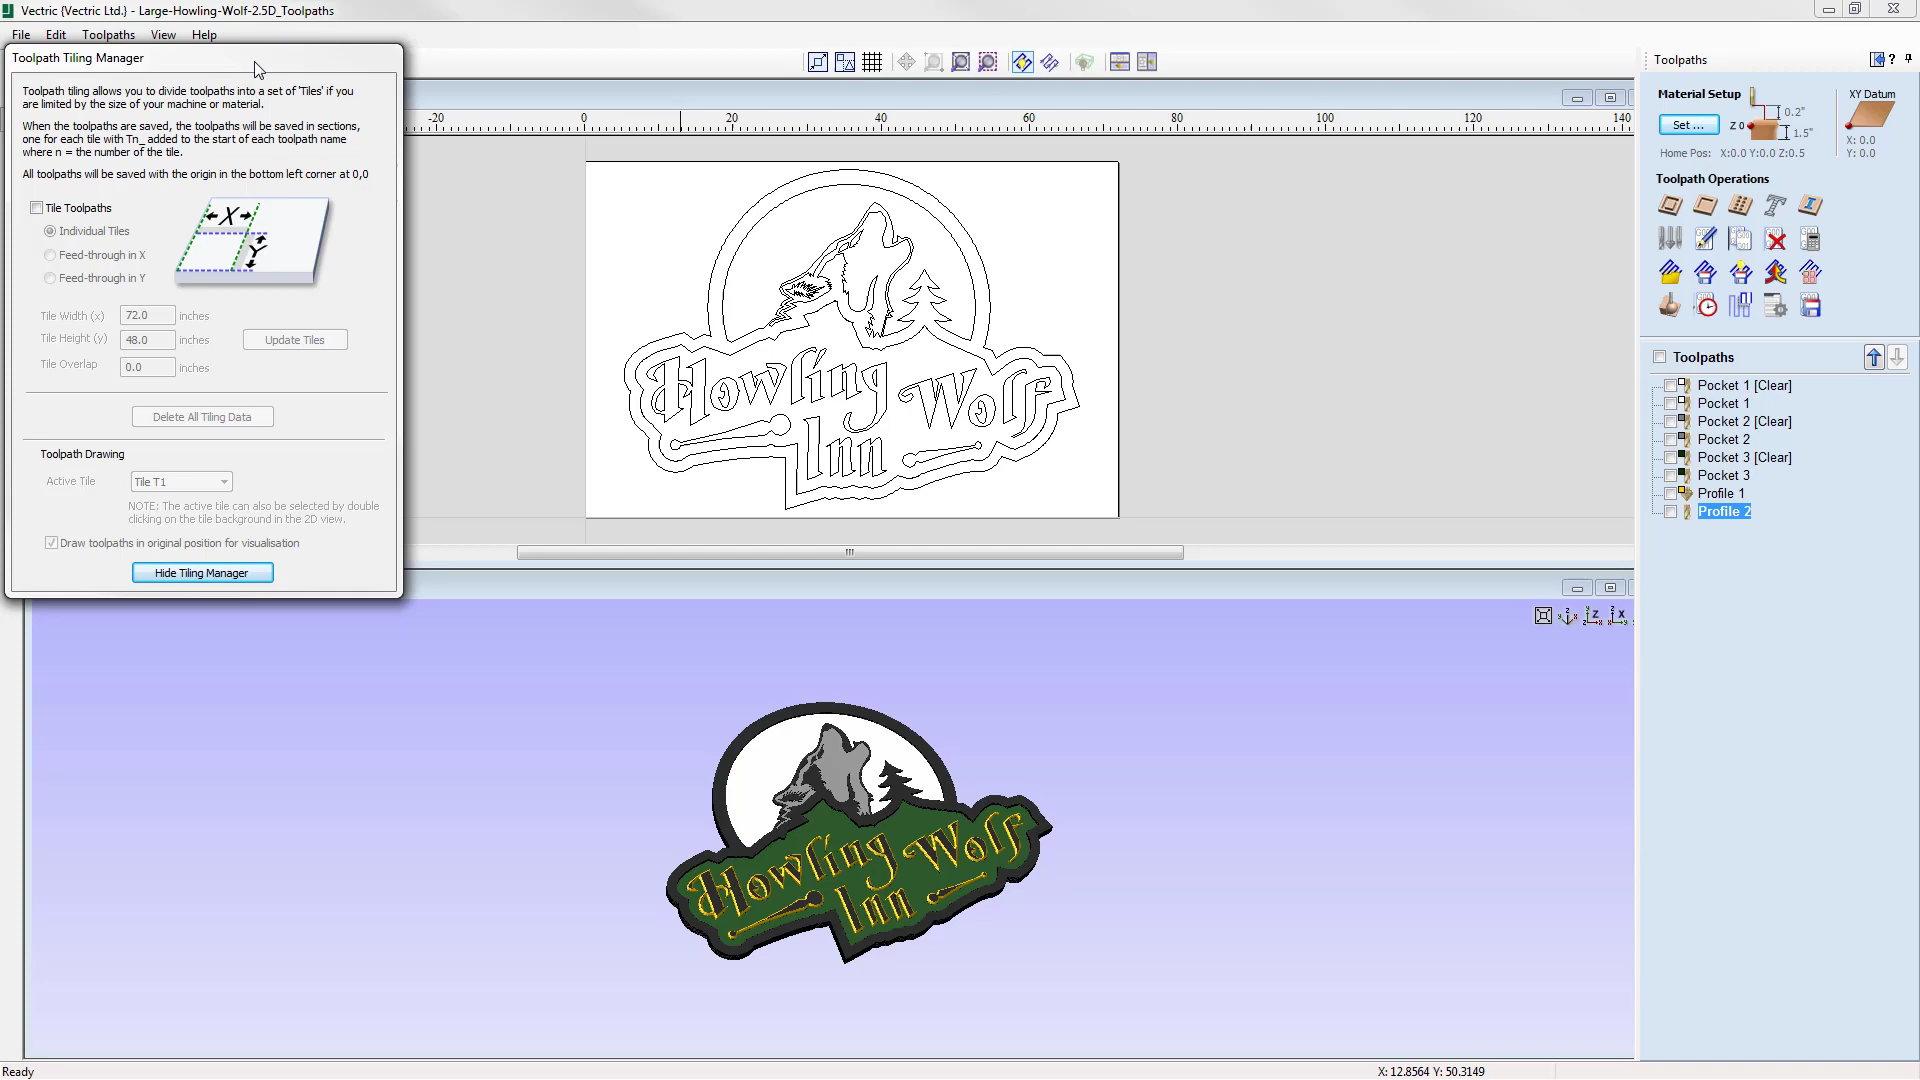 Vectric {Vectric Ltd.} - Large-Howling-Wolf-2.5D_Toolpaths
File Edit Toolpaths View Help
Toolpath Tiling Manager
Toolpath tiling allows you to divide toolpaths into a set of 'Tiles' if you
are limited by the size of your machine or material.
When the toolpaths are saved, the toolpaths will be saved in sections,
one for each tile with Tn_ added to the start of each toolpath name
where n = the number of the tile.
All toolpaths will be saved with the origin in the bottom left corner at 0,0
Tile Toolpaths
Individual Tiles
Feed-through in X
Feed-through in Y
X
Y
Tile Width (x) 72.0 inches
Tile Height (y) 48.0 inches
Update Tiles
Tile Overlap 0.0 inches
Delete All Tiling Data
Toolpath Drawing
Active Tile Tile T1
NOTE: The active tile can also be selected by double
clicking on the tile background in the 2D view.
Draw toolpaths in original position for visualisation
Hide Tiling Manager
-20 0 20 40 60 80 100 120 140
Howling Wolf
Inn
Howling Wolf
Inn
Toolpaths
Material Setup
Set ...
Z 0
0.2"
1.5"
XY Datum
X: 0.0
Y: 0.0
Home Pos: X:0.0 Y:0.0 Z:0.5
Toolpath Operations
Toolpaths
Pocket 1 [Clear]
Pocket 1
Pocket 2 [Clear]
Pocket 2
Pocket 3 [Clear]
Pocket 3
Profile 1
Profile 2
Ready
X: 12.8564 Y: 50.3149